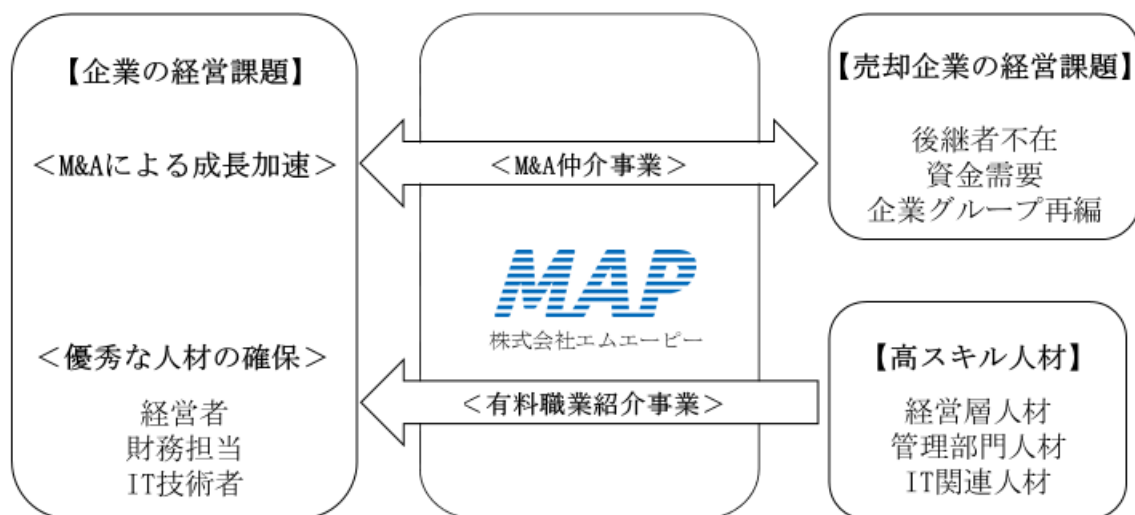 【企業の経営課題】
＜M&Aによる成長加速＞
＜優秀な人材の確保＞
経営者
財務担当
IT技術者
＜M&A仲介事業＞
MAP
株式会社エムエーピー
＜有料職業紹介事業＞
【売却企業の経営課題】
後継者不在
資金需要
企業グループ再編
【高スキル人材】
経営層人材
管理部門人材
IT関連人材